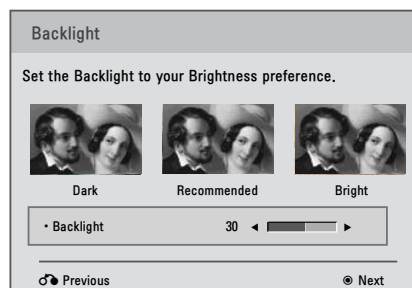 Backlight
Set the Backlight to your Brightness preference.
Dark Recommended Bright
• Backlight 30 ◄ ►
Previous ◉ Next